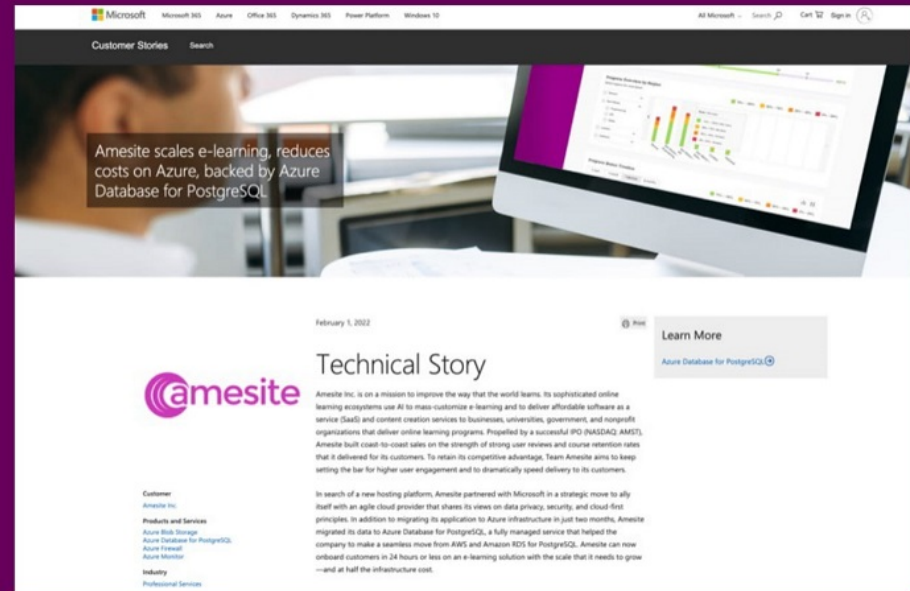 Microsoft
Microsoft 365
Azure
Office 365
Dynamics 365
Power Platform
Windows 10
All Microsoft
Search
Cart
Sign in
Customer Stories
Search
Amesite scales e-learning, reduces
costs on Azure, backed by Azure
Database for PostgreSQL
February 1, 2022
Print
Learn More
Azure Database for PostgreSQL
Technical Story
amesite
Amesite Inc. is on a mission to improve the way that the world learns. Its sophisticated online
learning ecosystems use AI to mass-customize e-learning and to deliver affordable software as a
service (SaaS) and content creation services to businesses, universities, government, and nonprofit
organizations that deliver online learning programs. Propelled by a successful IPO (NASDAQ: AMST),
Amesite built coast-to-coast sales on the strength of strong user reviews and course retention rates
that it delivered for its customers. To retain its competitive advantage, Team Amesite aims to keep
setting the bar for higher user engagement and to dramatically speed delivery to its customers.
Customer
Amesite Inc.
Products and Services
Azure Blob Storage
Azure Database for PostgreSQL
Azure Firewall
Azure Monitor
Industry
Professional Services
In search of a new hosting platform, Amesite partnered with Microsoft in a strategic move to ally
itself with an agile cloud provider that shares its views on data privacy, security, and cloud-first
principles. In addition to migrating its application to Azure infrastructure in just two months, Amesite
migrated its data to Azure Database for PostgreSQL, a fully managed service that helped the
company to make a seamless move from AWS and Amazon RDS for PostgreSQL. Amesite can now
onboard customers in 24 hours or less on an e-learning solution with the scale that it needs to grow
—and at half the infrastructure cost.